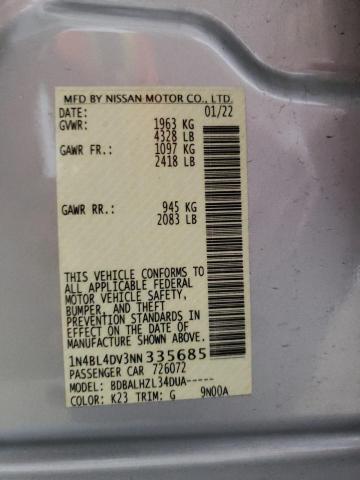 MFD BY NISSAN MOTOR CO., LTD.
DATE: 01/22
GVWR: 1963 KG
4328 LB
GAWR FR.: 1097 KG
2418 LB
GAWR RR.: 945 KG
2083 LB
THIS VEHICLE CONFORMS TO
ALL APPLICABLE FEDERAL
MOTOR VEHICLE SAFETY,
BUMPER, AND THEFT
PREVENTION STANDARDS IN
EFFECT ON THE DATE OF
MANUFACTURE SHOWN ABOVE.
1N4BL4DV3NN335685
PASSENGER CAR 726072
MODEL: BDBALHZL34DUA-----
COLOR: K23 TRIM: G 9N00A